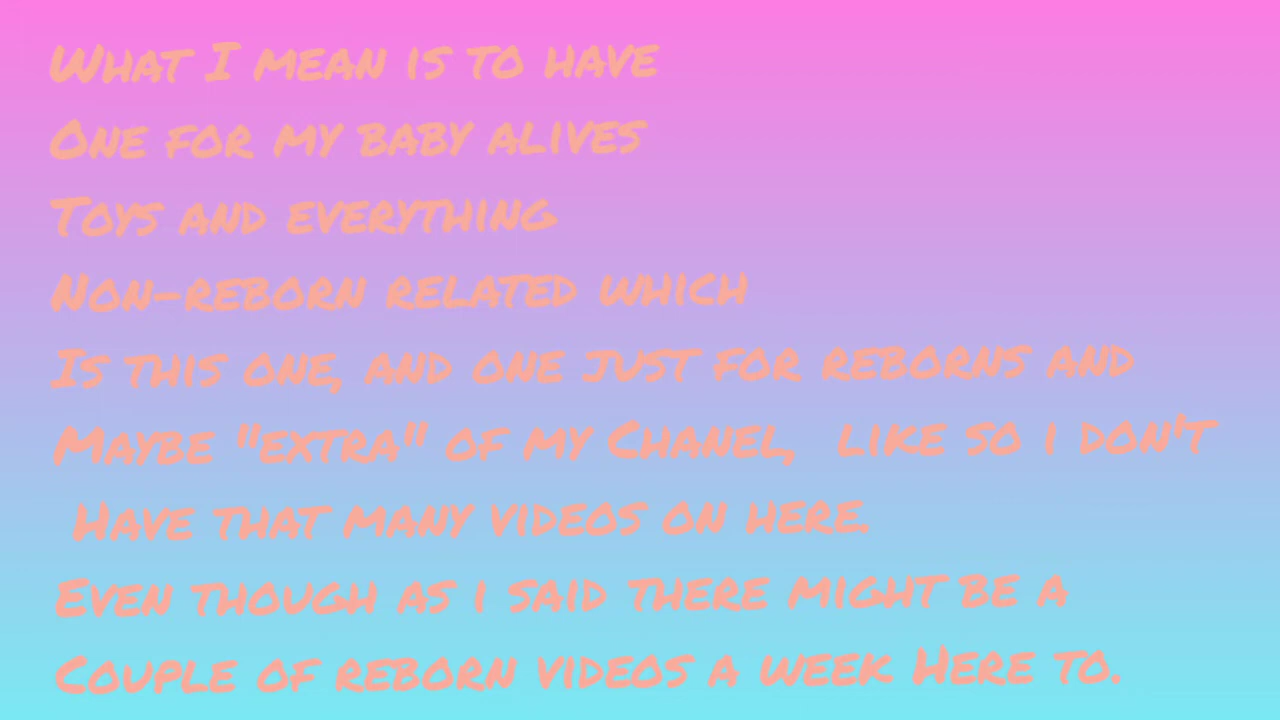 What I mean is to have
One for my baby alives
Toys and everything
Non-reborn related which
Is this one, and one just for reborns and
Maybe "extra" of my Chanel, like so i don't
Have that many videos on here.
Even though as i said there might be a
Couple of reborn videos a week Here to.